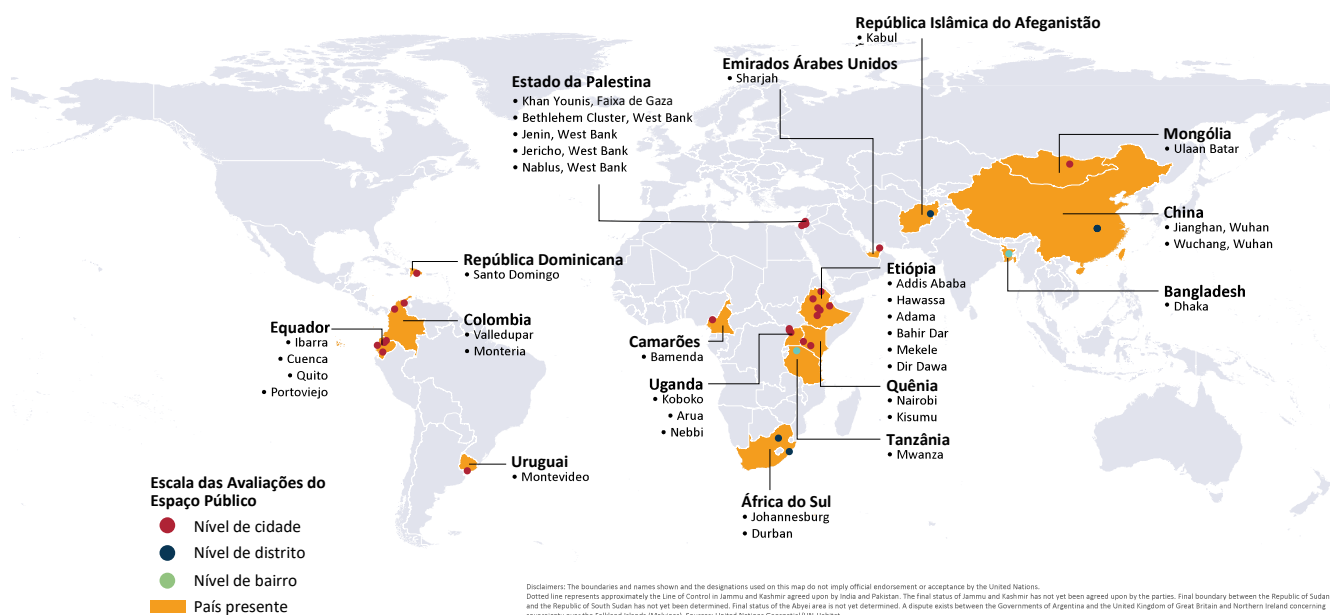 República Islâmica do Afeganistão
• Kabul
Emirados Árabes Unidos
• Sharjah
Estado da Palestina
• Khan Younis, Faixa de Gaza
• Bethlehem Cluster, West Bank
• Jenin, West Bank
• Jericho, West Bank
• Nablus, West Bank
Mongólia
• Ulaan Batar
China
• Jianghan, Wuhan
• Wuchang, Wuhan
República Dominicana
• Santo Domingo
Etiópia
• Addis Ababa
• Hawassa
• Adama
• Bahir Dar
• Mekele
• Dir Dawa
Bangladesh
• Dhaka
Equador
• Ibarra
• Cuenca
• Quito
• Portoviejo
Colombia
• Valledupar
• Monteria
Camarões
• Bamenda
Uganda
• Koboko
• Arua
• Nebbi
Quênia
• Nairobi
• Kisumu
Tanzânia
• Mwanza
Uruguai
• Montevideo
África do Sul
• Johannesburg
• Durban
Escala das Avaliações do
Espaço Público
Nível de cidade
Nível de distrito
Nível de bairro
País presente
Disclaimers: The boundaries and names shown and the designations used on this map do not imply official endorsement or acceptance by the United Nations.
Dotted line represents approximately the Line of Control in Jammu and Kashmir agreed upon by India and Pakistan. The final status of Jammu and Kashmir has not yet been agreed upon by the parties. Final boundary between the Republic of Sudan
and the Republic of South Sudan has not yet been determined. Final status of the Abyei area is not yet determined. A dispute exists between the Governments of Argentina and the United Kingdom of Great Britain and Northern Ireland concerning